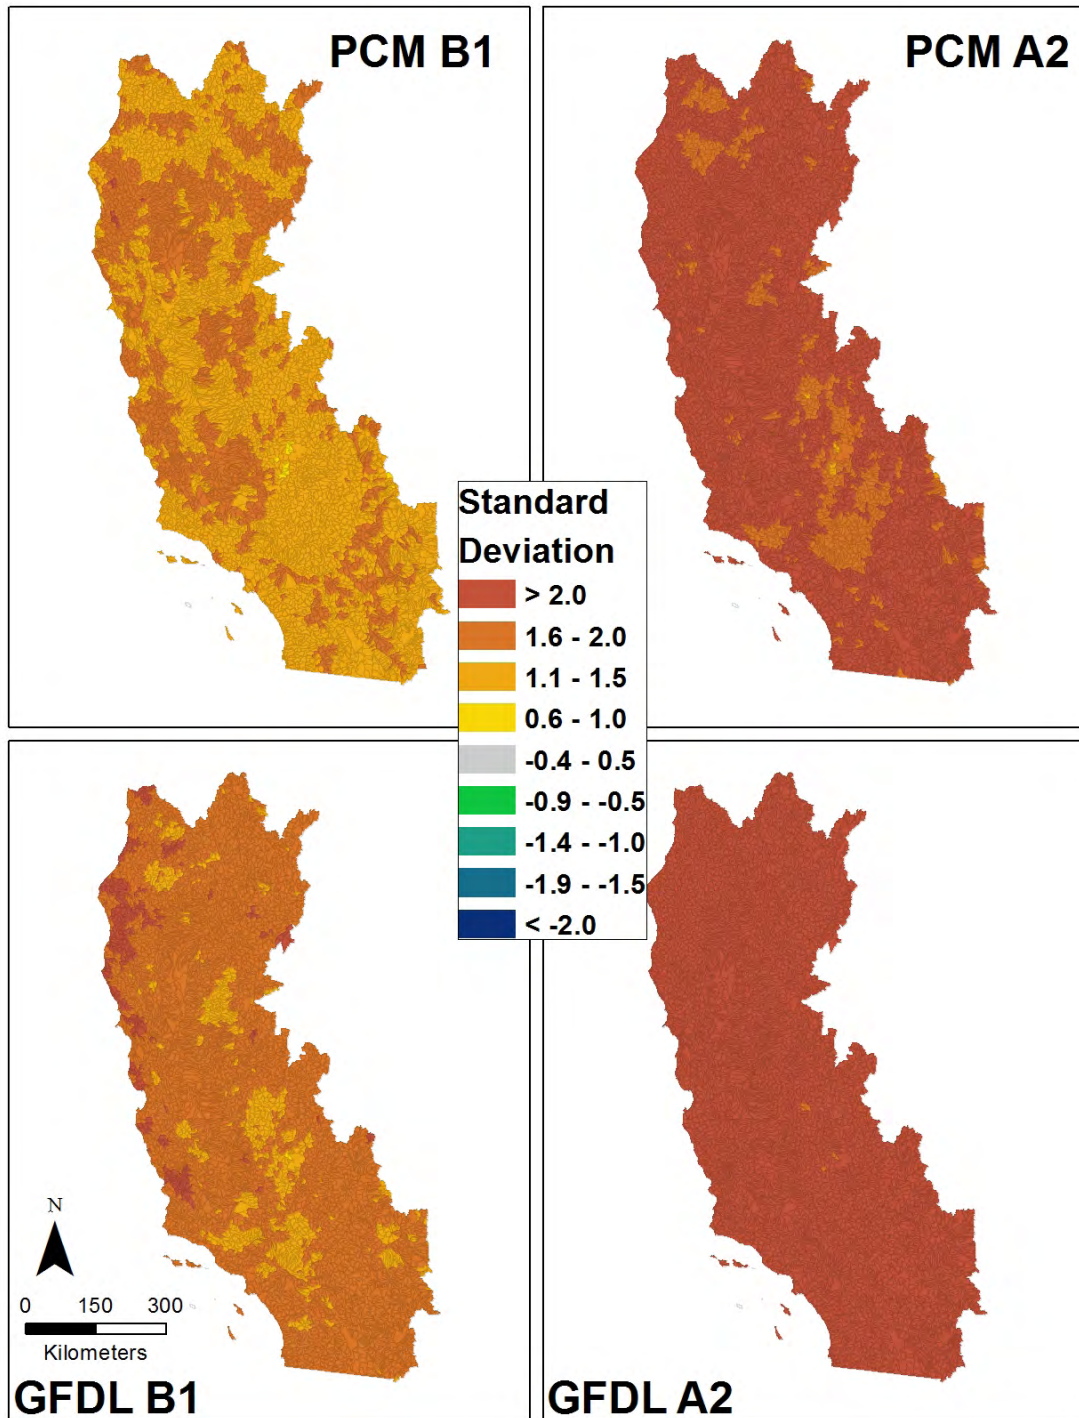 PCM B1
PCM A2
Standard
Deviation
> 2.0
1.6 - 2.0
1.1 - 1.5
0.6 - 1.0
-0.4 - 0.5
-0.9 - -0.5
-1.4 - -1.0
-1.9 - -1.5
< -2.0
N
0 150 300
Kilometers
GFDL B1
GFDL A2